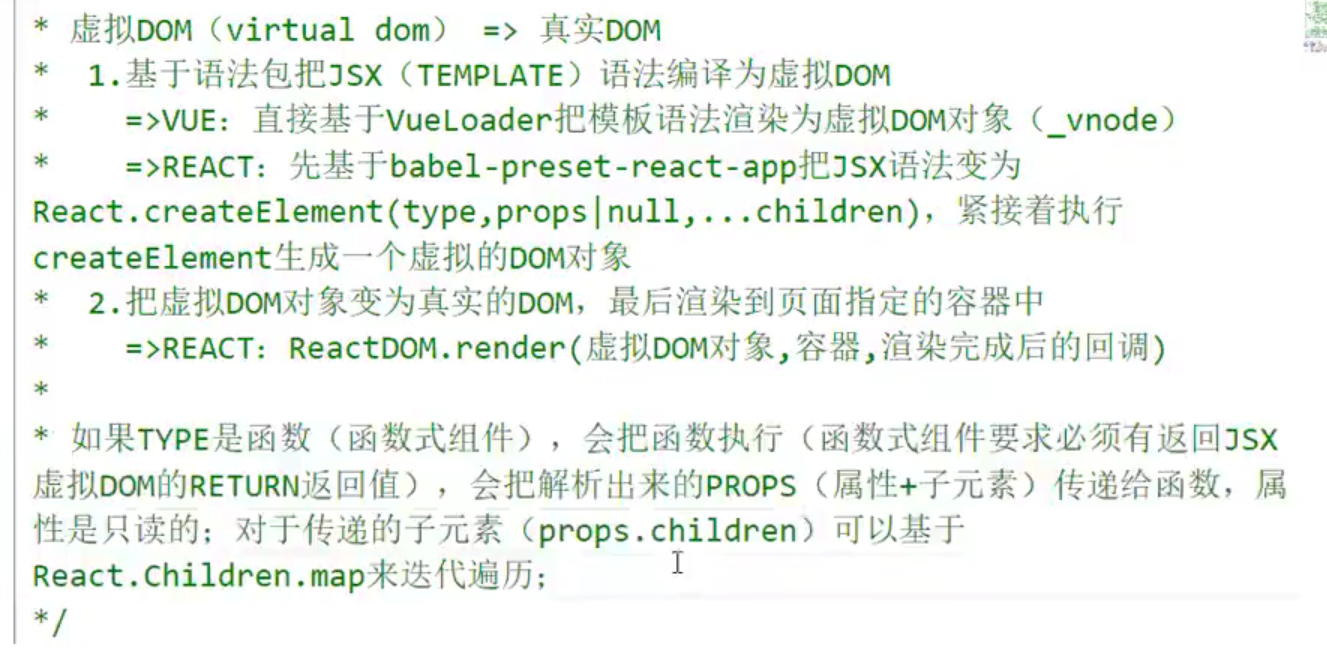 * 虚拟DOM（virtual dom） => 真实DOM
* 1.基于语法包把JSX（TEMPLATE）语法编译为虚拟DOM
* =>VUE：直接基于VueLoader把模板语法渲染为虚拟DOM对象（_vnode）
* =>REACT：先基于babel-preset-react-app把JSX语法变为
React.createElement(type,props|null,...children)，紧接着执行
createElement生成一个虚拟的DOM对象
* 2.把虚拟DOM对象变为真实的DOM，最后渲染到页面指定的容器中
* =>REACT：ReactDOM.render(虚拟DOM对象,容器,渲染完成后的回调)
*
* 如果TYPE是函数（函数式组件），会把函数执行（函数式组件要求必须有返回JSX
虚拟DOM的RETURN返回值），会把解析出来的PROPS（属性+子元素）传递给函数，属
性是只读的；对于传递的子元素（props.children）可以基于
React.Children.map来迭代遍历；
*/